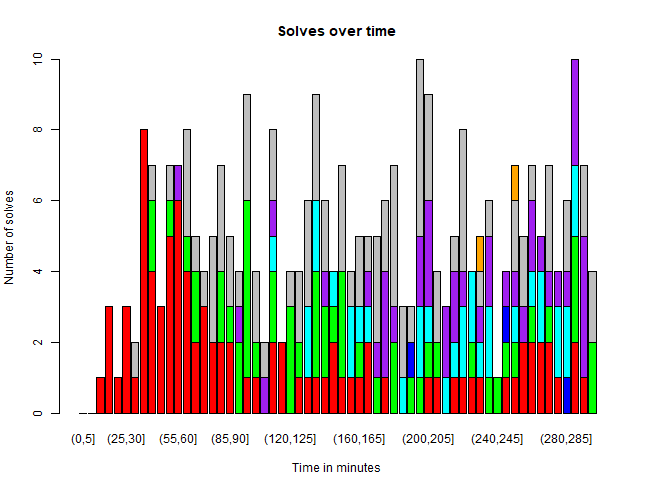 Solves over time
Number of solves
10
8
6
4
2
0
(0,5] (25,30] (55,60] (85,90] (120,125] (160,165] (200,205] (240,245] (280,285]
Time in minutes